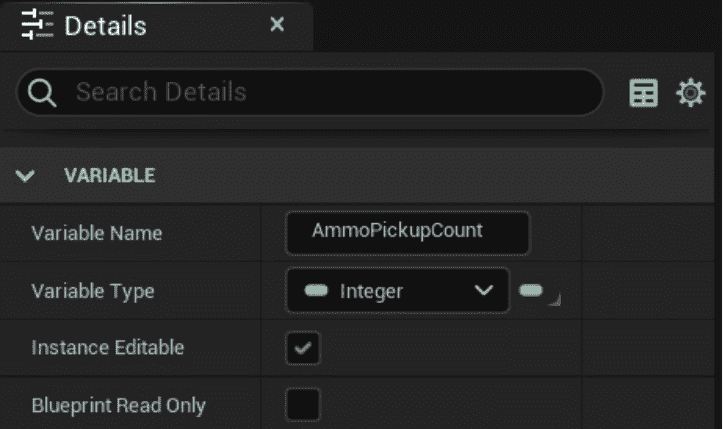 Details
Search Details
VARIABLE
Variable Name AmmoPickupCount
Variable Type Integer
Instance Editable
Blueprint Read Only